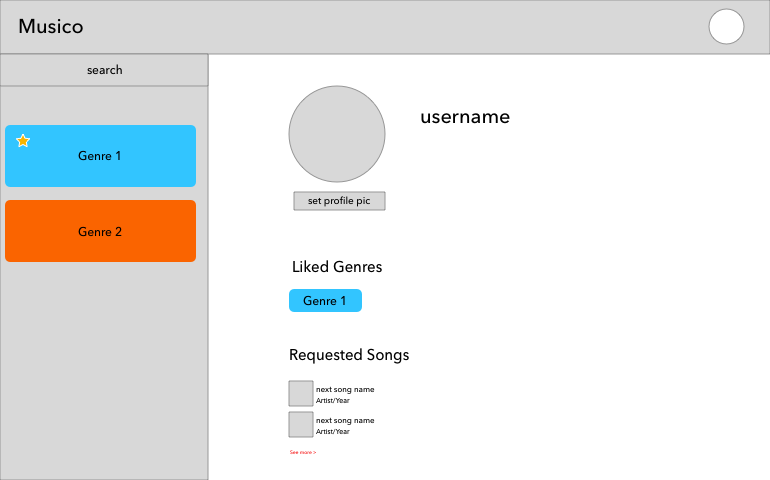 Musico
search
Genre 1
Genre 2
username
set profile pic
Liked Genres
Genre 1
Requested Songs
next song name
Artist/Year
next song name
Artist/Year
See more >